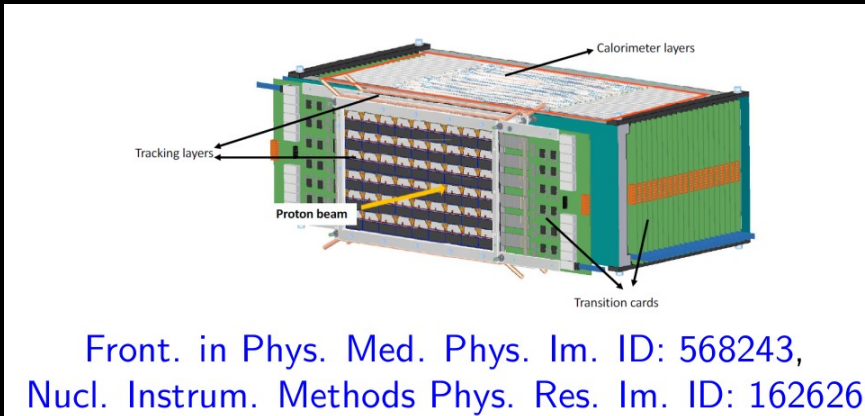 Calorimeter layers
Tracking layers
Proton beam
Transition cards
Front. in Phys. Med. Phys. Im. ID: 568243,
Nucl. Instrum. Methods Phys. Res. Im. ID: 162626